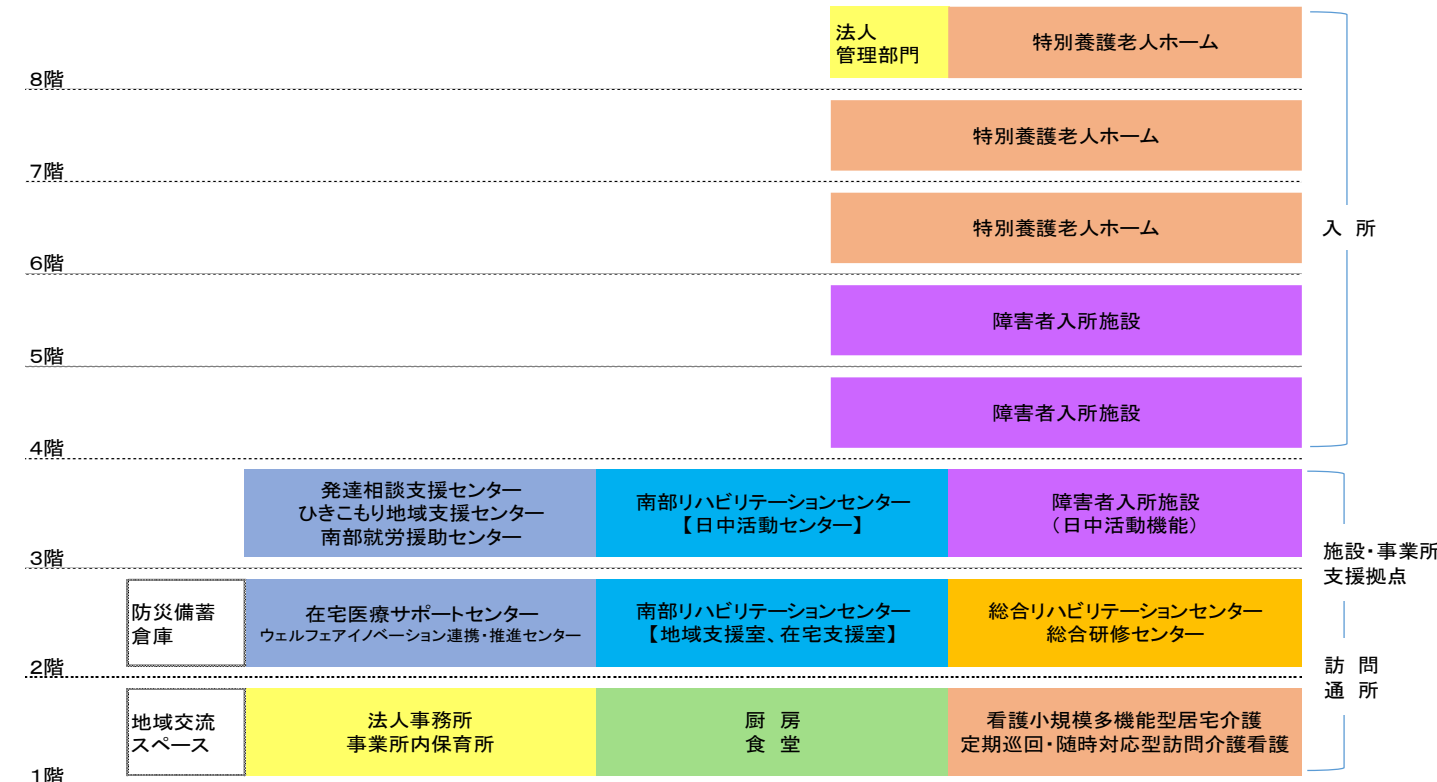 法人
管理部門
特別養護老人ホーム
8階
特別養護老人ホーム
7階
特別養護老人ホーム
入 所
6階
障害者入所施設
5階
障害者入所施設
4階
発達相談支援センター
ひきこもり地域支援センター
南部就労援助センター
南部リハビリテーションセンター
【日中活動センター】
障害者入所施設
（日中活動機能）
3階
施設・事業所
支援拠点
防災備蓄
倉庫
在宅医療サポートセンター
ウェルフェアイノベーション連携・推進センター
南部リハビリテーションセンター
【地域支援室、在宅支援室】
総合リハビリテーションセンター
総合研修センター
2階
訪 問
通 所
地域交流
スペース
法人事務所
事業所内保育所
厨 房
食 堂
看護小規模多機能型居宅介護
定期巡回・随時対応型訪問介護看護
1階